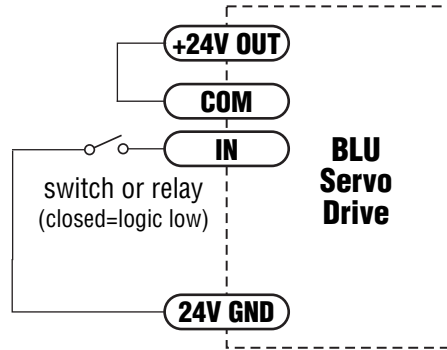 +24V OUT
COM
IN
BLU
Servo
Drive
switch or relay
(closed=logic low)
24V GND